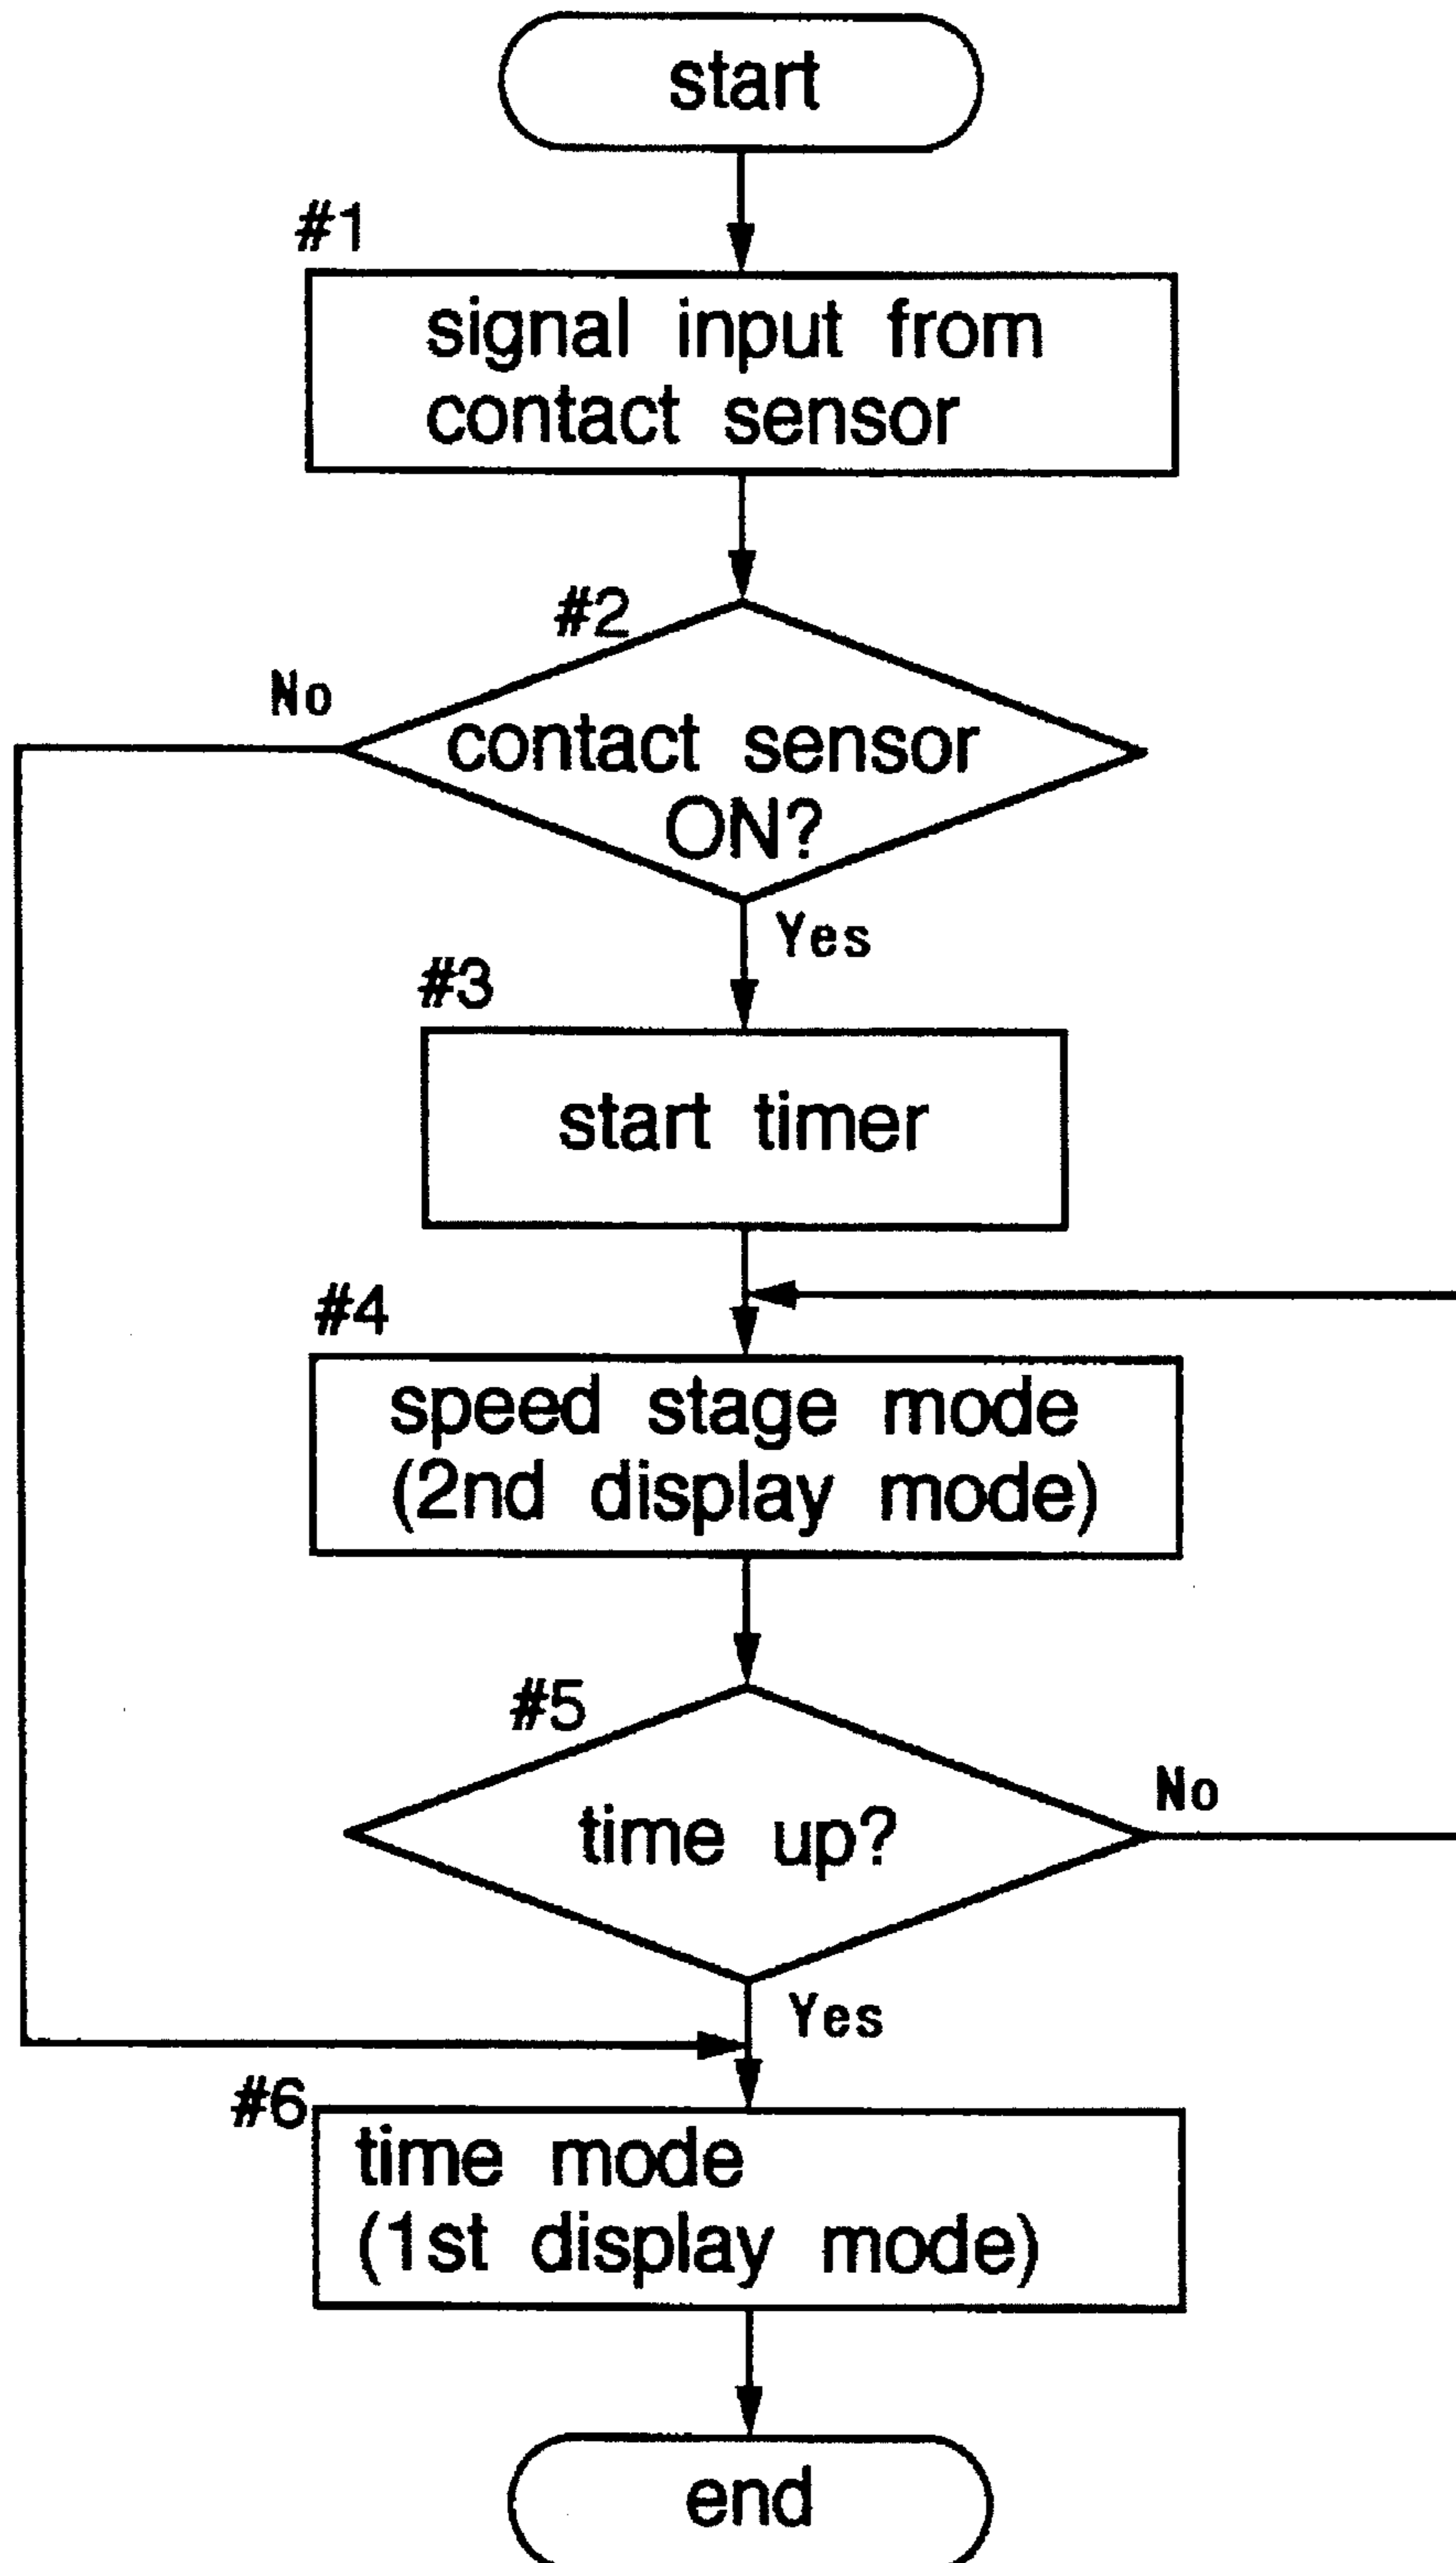 start
#1
signal input from
contact sensor
#2
No
contact sensor
ON?
Yes
#3
start timer
#4
speed stage mode
(2nd display mode)
#5
No
time up?
Yes
#6
time mode
(1st display mode)
end